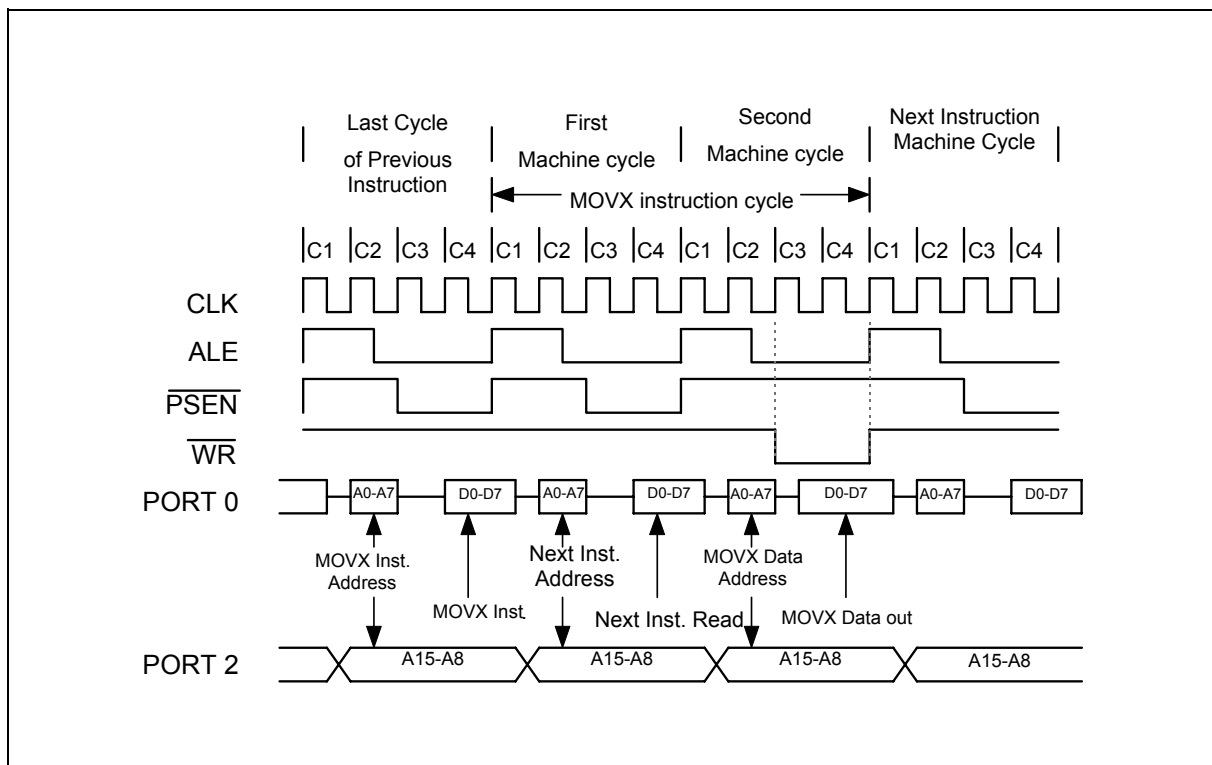 Last Cycle
of Previous
Instruction
First
Machine cycle
Second
Machine cycle
Next Instruction
Machine Cycle
MOVX instruction cycle
C1 C2 C3 C4 C1 C2 C3 C4 C1 C2 C3 C4 C1 C2 C3 C4
CLK
ALE
PSEN
WR
PORT 0
A0-A7 D0-D7 A0-A7 D0-D7 A0-A7 D0-D7 A0-A7 D0-D7
MOVX Inst.
Address
MOVX Inst.
Next Inst.
Address
Next Inst. Read
MOVX Data
Address
MOVX Data out
PORT 2
A15-A8 A15-A8 A15-A8 A15-A8